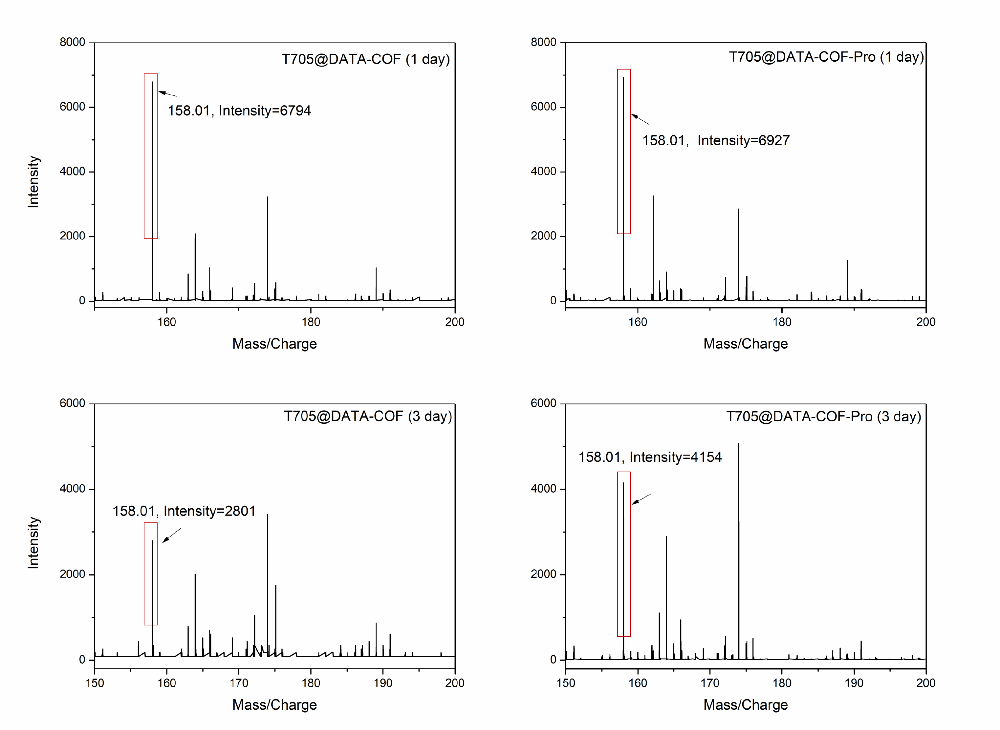 T705@DATA-COF (1 day)
158.01, Intensity=6794
8000
6000
4000
2000
0
Intensity
160
180
200
Mass/Charge
T705@DATA-COF-Pro (1 day)
158.01, Intensity=6927
8000
6000
4000
2000
0
160
180
200
Mass/Charge
T705@DATA-COF (3 day)
158.01, Intensity=2801
6000
4000
2000
0
Intensity
150
160
170
180
190
200
Mass/Charge
T705@DATA-COF-Pro (3 day)
158.01, Intensity=4154
6000
4000
2000
0
150
160
170
180
190
200
Mass/Charge